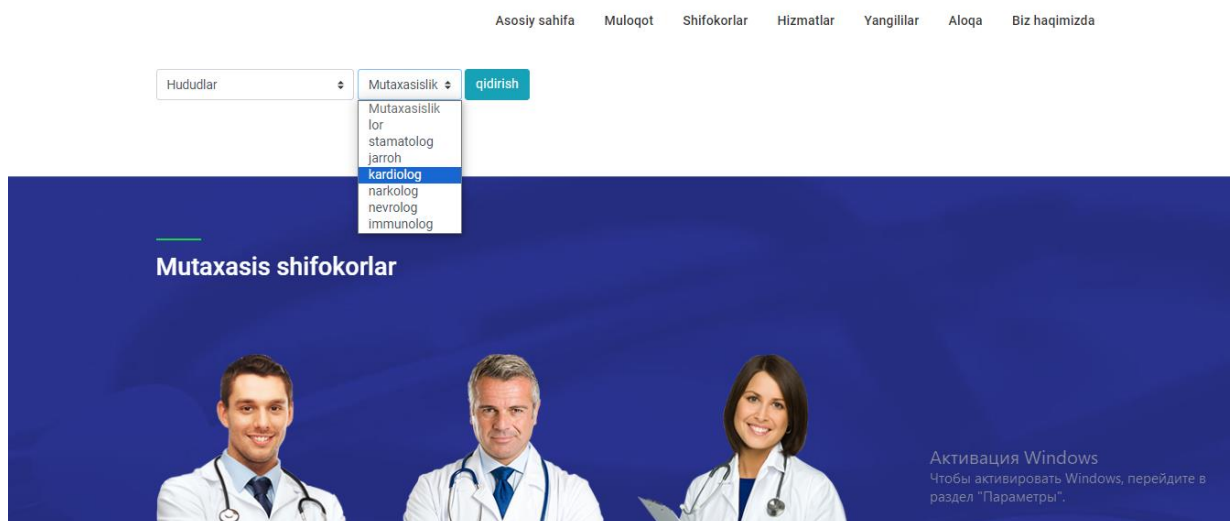 Asosiy sahifa Muloqot Shifokorlar Hizmatlar Yangililar Aloqa Biz haqimizda
Hududlar Mutaxasislik qidirish
Mutaxasislik
lor
stamatolog
jarroh
kardiolog
narkolog
nevrolog
immunolog
Mutaxasis shifokorlar
Активация Windows
Чтобы активировать Windows, перейдите в
раздел "Параметры".